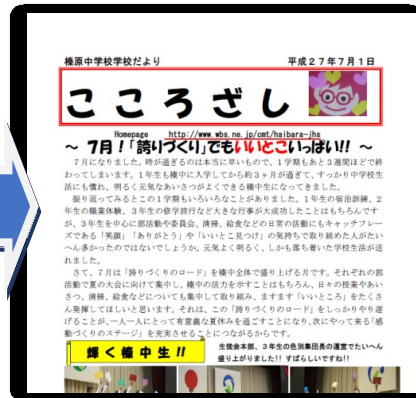 榛原中学校学校だより　平成２７年７月１日
こころざし
Homepage　http://www.wbs.ne.jp/cmt/haibara-jhs
～ ７月！「誇りづくり」でもいいとこいっぱい!! ～
７月になりました。時が過ぎるのは本当に早いもので、１学期もあと３週間ほどで終
わってしまいます。１年生も榛中に入学してから約３ヶ月が過ぎて、すっかり中学校生
活にも慣れ、明るく元気なあいさつがよくできる榛中生になってきました。
振り返ってみるとこの１学期もいろいろなことがありました。１年生の宿泊訓練、２
年生の職業体験、３年生の修学旅行など大きな行事が大成功したことはもちろんです
が、３年生を中心に部活動や委員会、清掃、給食などの日常の活動にもキャッチフレー
ズである「笑顔」「ありがとう」や「いいとこ見つけ」の気持ちで取り組めた人がたい
へん多かったのではないでしょうか。元気よく明るく、しかも落ち着いた学校生活が送
れました。
さて、７月は「誇りづくりのロード」を榛中全体で盛り上げる月です。それぞれの部
活動で夏の大会に向けて集中し、榛中の活力を示すことはもちろん、日々の授業やあい
さつ、清掃、給食などについても集中して取り組み、ますます「いいところ」をたくさ
ん発揮してほしいと思います。それは、この「誇りづくりのロード」をしっかりやり遂
げることが、一人一人にとって有意義な夏休みを過ごすことになり、次にやって来る「感
動づくりのステージ」を充実させることにつながるからです。
輝く榛中生!!
生徒会本部、３年生の色別集団長の運営でたいへん
盛り上がりました!! すばらしいですね!!